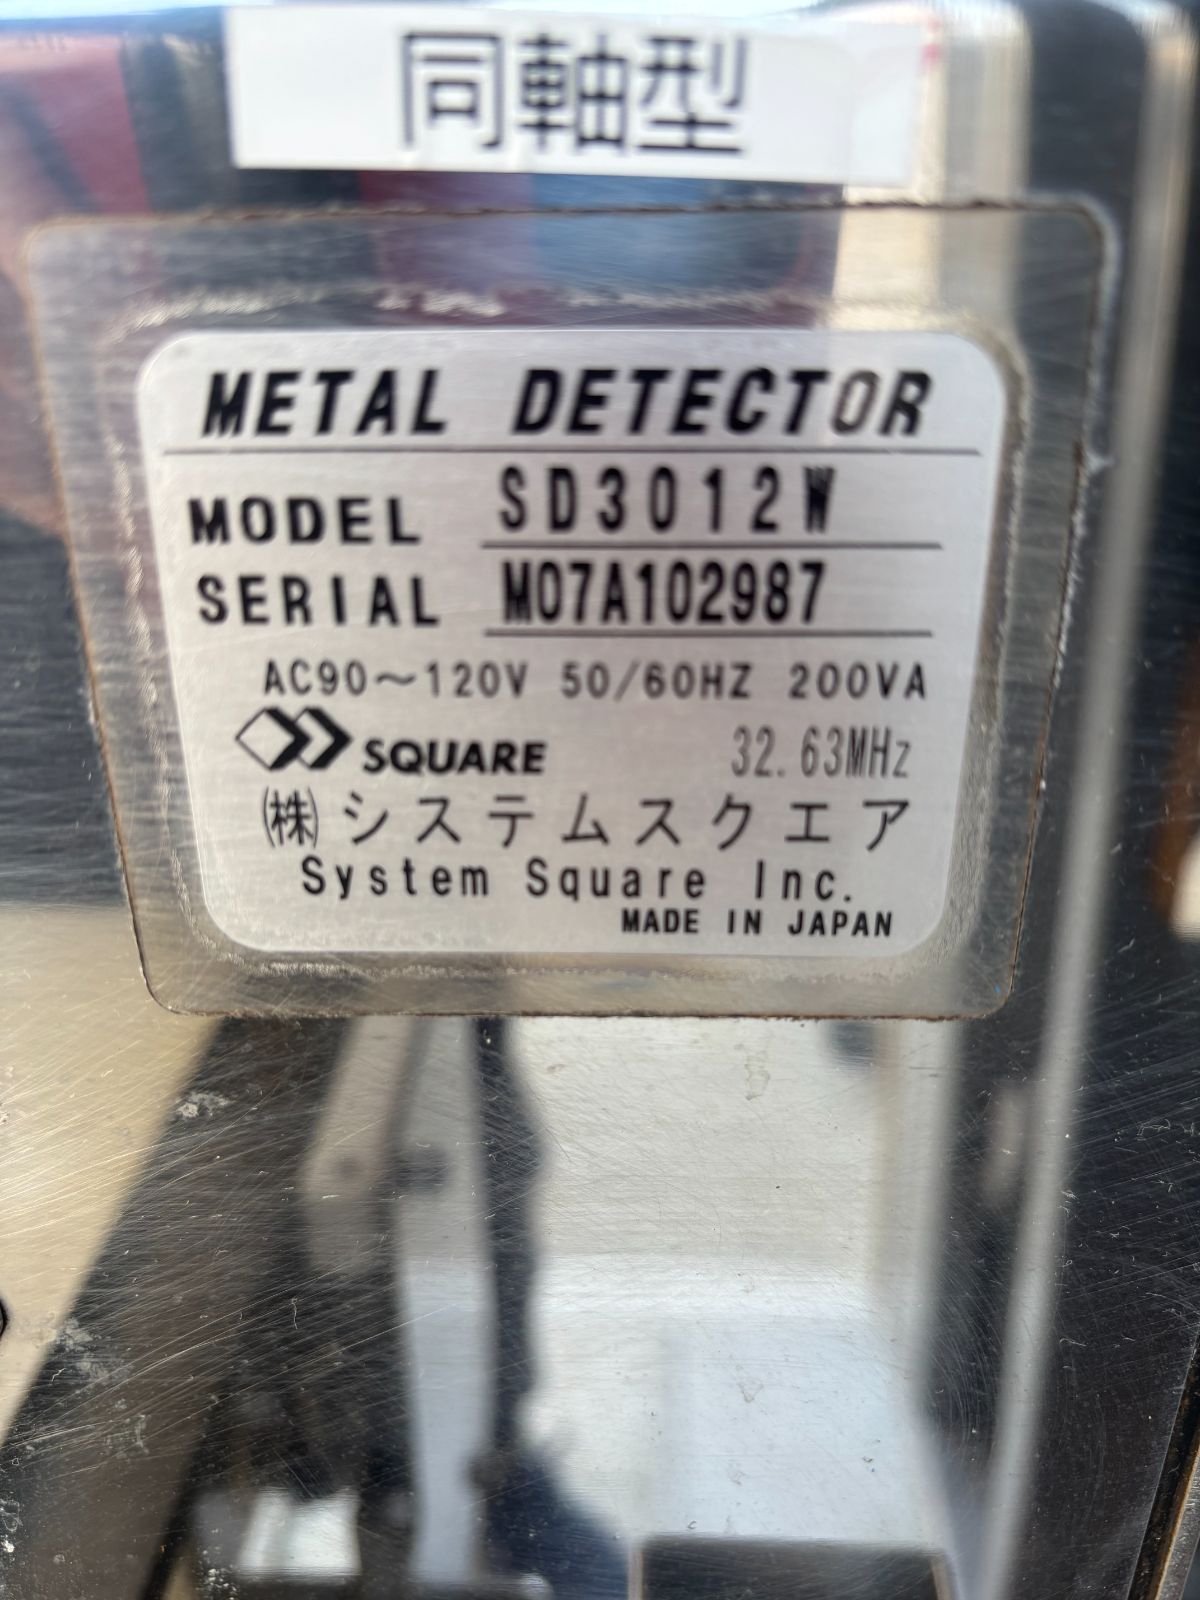 同軸型
METAL DETECTOR
MODEL SD3012W
SERIAL M07A102987
AC90～120V 50/60HZ 200VA
SQUARE 32.63MHz
㈱システムスクエア
System Square Inc.
MADE IN JAPAN